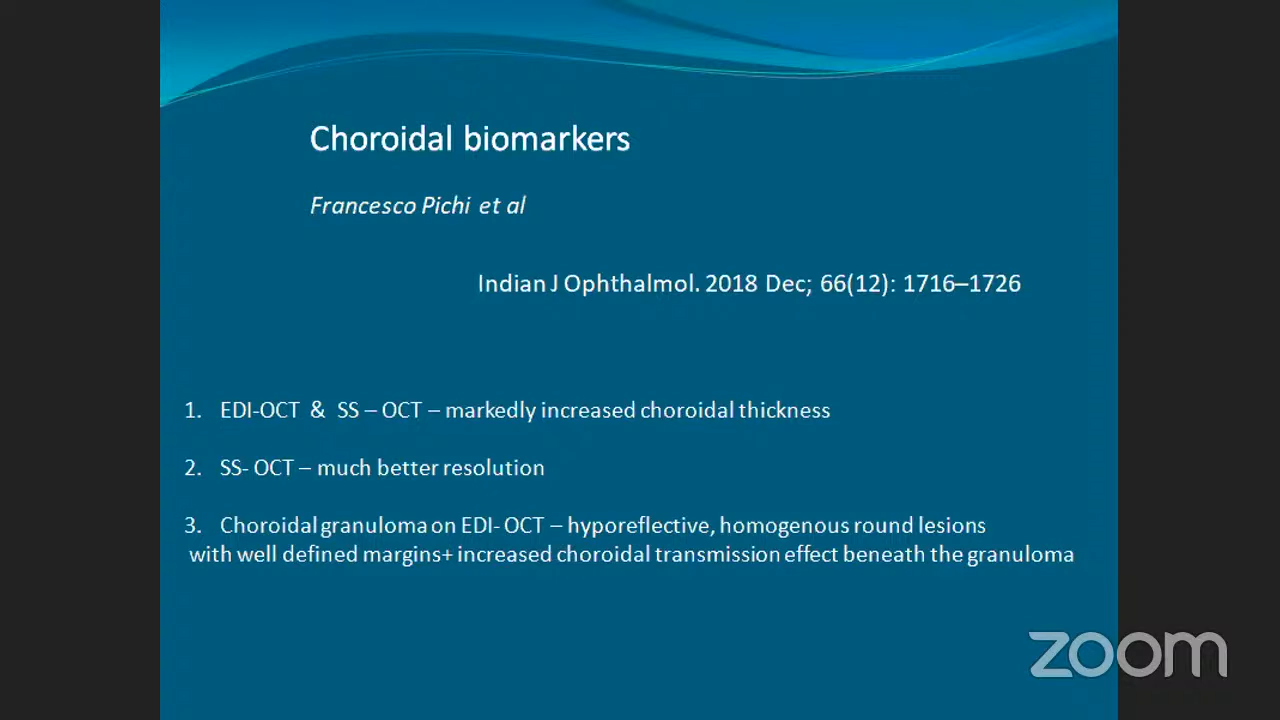 Choroidal biomarkers
Francesco Pichi et al
Indian J Ophthalmol. 2018 Dec; 66(12): 1716–1726
1. EDI-OCT & SS – OCT – markedly increased choroidal thickness
2. SS- OCT – much better resolution
3. Choroidal granuloma on EDI- OCT – hyporeflective, homogenous round lesions
with well defined margins+ increased choroidal transmission effect beneath the granuloma
zoom